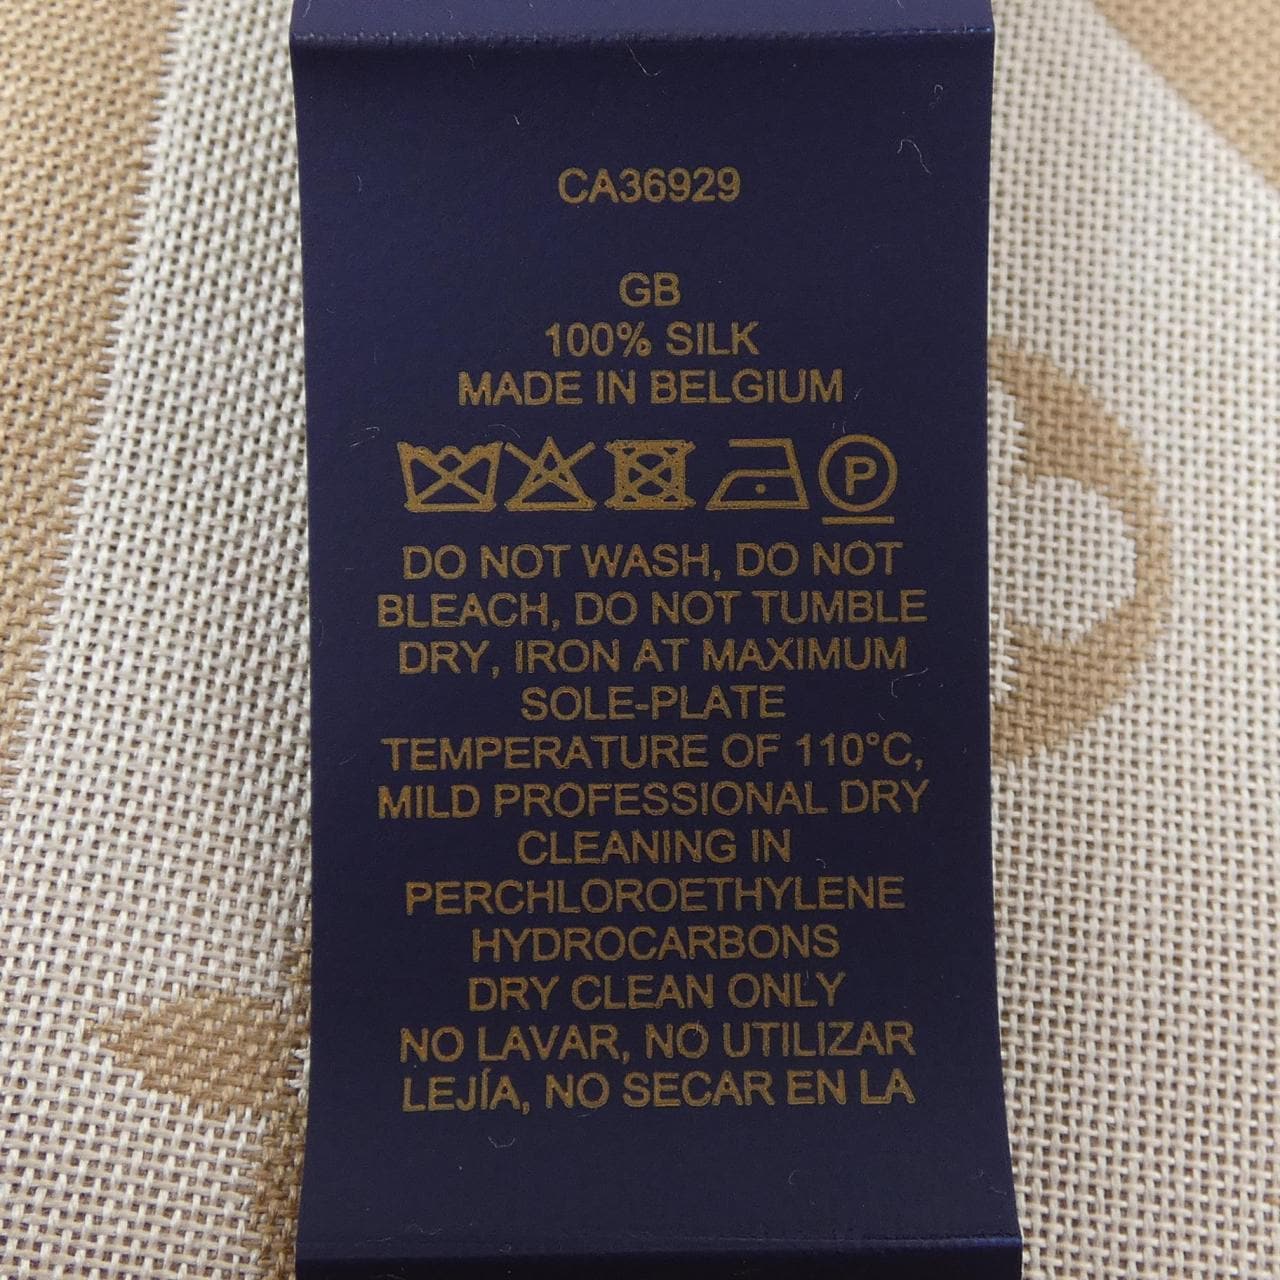 CA36929
GB
100% SILK
MADE IN BELGIUM
P
DO NOT WASH, DO NOT
BLEACH, DO NOT TUMBLE
DRY, IRON AT MAXIMUM
SOLE-PLATE
TEMPERATURE OF 110°C,
MILD PROFESSIONAL DRY
CLEANING IN
PERCHLOROETHYLENE
HYDROCARBONS
DRY CLEAN ONLY
NO LAVAR, NO UTILIZAR
LEJÍA, NO SECAR EN LA